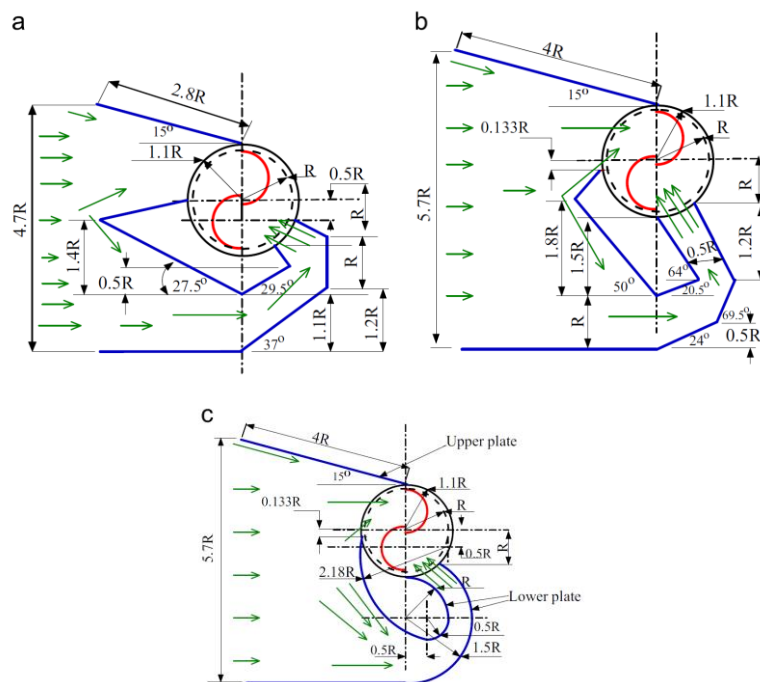 a
2.8R
15°
1.1R
R
0.5R
R
4.7R
1.4R
0.5R
27.5°
29.5°
R
1.1R
1.2R
37°
b
4R
15°
1.1R
R
0.133R
R
5.7R
1.8R
1.5R
0.5R
1.2R
64°
50°
20.5°
R
69.5°
24°
0.5R
c
4R
Upper plate
15°
1.1R
R
0.133R
R
0.5R
5.7R
2.18R
R
Lower plate
0.5R
0.5R
1.5R